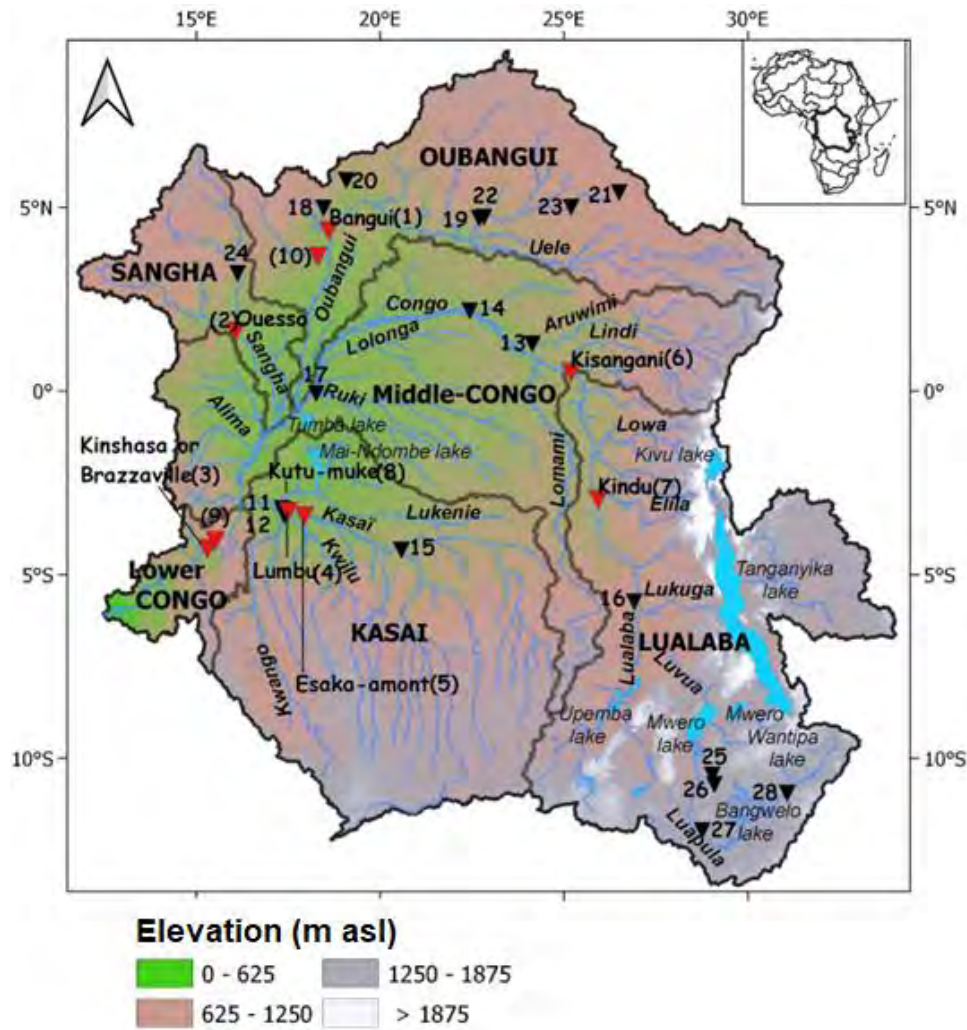 15°E 20°E 25°E 30°E
OUBANGUI
20
22
21
18
19
23
5°N
5°N
Bangui(1)
(10)
Uele
24
SANGHA
Oubangui
Congo
14
Aruwimi
(2)Ouesso
Lolonga
13
Lindi
Sangha
Kisangani(6)
17
0°
0°
Ruki
Middle-CONGO
Alima
Tumba lake
Lowa
Kinshasa or
Brazzaville(3)
Mai-Ndombe lake
Kivu lake
Kutu-muke(8)
Lomami
Kindu(7)
Elila
11
12
(9)
Kasaï
Lukenie
15
Kwilu
Lower
CONGO
Lumbu(4)
5°S
5°S
Tanganyika
lake
16
Lukuga
KASAI
LUALABA
Lualaba
Luvua
Esaka-amont(5)
Kwango
Upemba
lake
Mwero
lake
Mwero
Wantipa
lake
10°S
10°S
25
26
28
Bangwelo
lake
27
Luapula
Elevation (m asl)
0 - 625
1250 - 1875
625 - 1250
> 1875